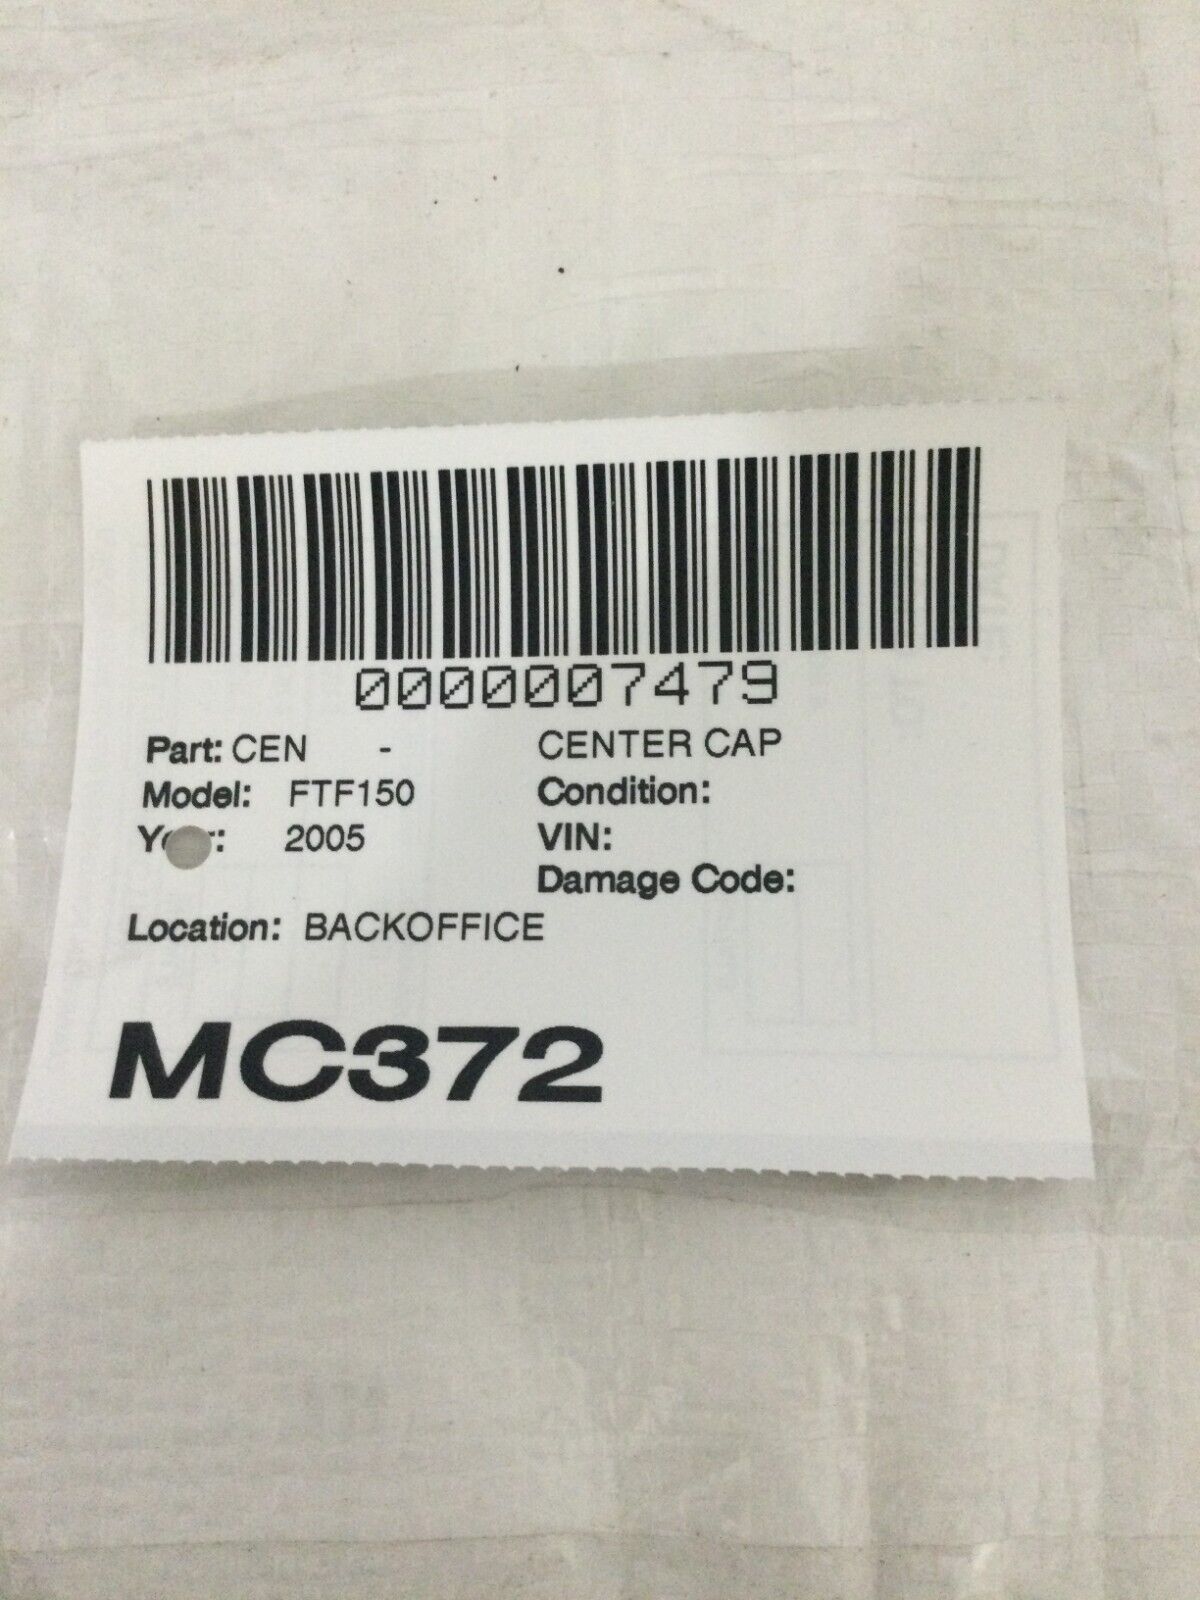 0000007479
Part: CEN - CENTER CAP
Model: FTF150 Condition:
2005 VIN:
Damage Code:
Location: BACKOFFICE
MC372